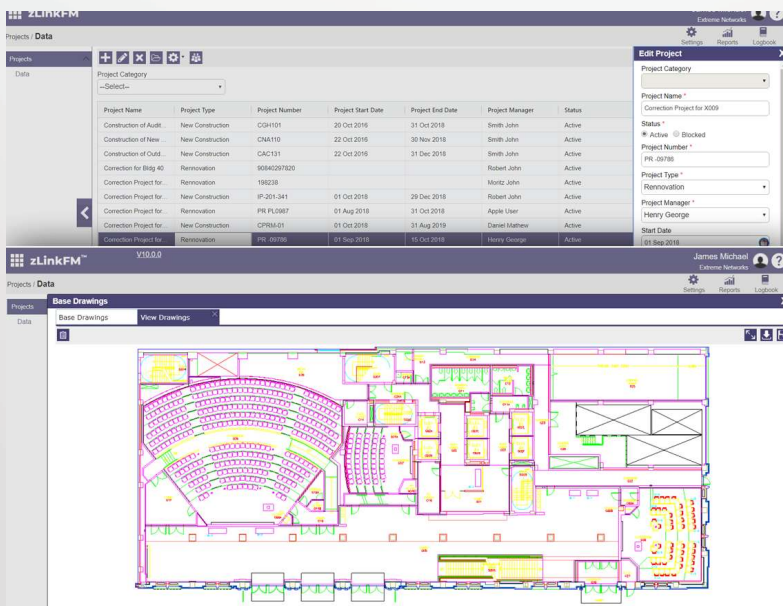 zLinkFM
Extreme Networks
Projects / Data
Settings Reports Logbook
Projects
Data
Project Category
--Select--
Project Name Project Type Project Number Project Start Date Project End Date Project Manager Status
Construction of Audit... New Construction CGH101 20 Oct 2016 31 Oct 2018 Smith John Active
Construction of New ... New Construction CNA110 22 Oct 2016 30 Nov 2018 Smith John Active
Construction of Outd... New Construction CAC131 22 Oct 2016 31 Dec 2018 Smith John Active
Correction for Bldg 40 Rennovation 90840297820 Robert John Active
Correction Project for... Rennovation 198238 Montz John Active
Correction Project for... New Construction IP-201-341 01 Oct 2018 29 Dec 2018 Robert John Active
Correction Project for... Rennovation PR PL0987 01 Aug 2018 31 Oct 2018 Apple User Active
Correction Project for... New Construction CPRM-01 01 Oct 2018 31 Aug 2019 Daniel Mathew Active
Correction Project for... Rennovation PR -09786 01 Sep 2018 15 Oct 2018 Henry George Active
Edit Project X
Project Category
Project Name *
Correction Project for X009
Status *
Active Blocked
Project Number *
PR -09786
Project Type *
Rennovation
Project Manager *
Henry George
Start Date
01 Sep 2018
zLinkFM™ V10.0.0 James Michael
Extreme Networks
Projects / Data
Settings Reports Logbook
Projects
Data
Base Drawings
Base Drawings View Drawings